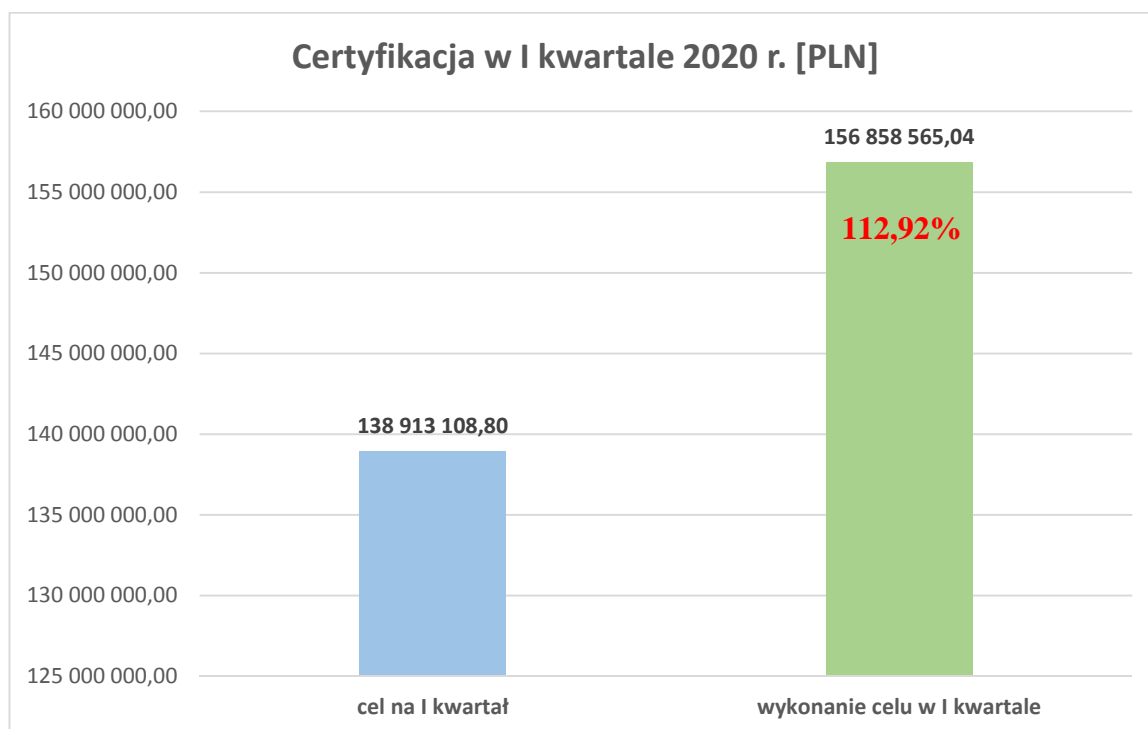 Certyfikacja w I kwartale 2020 r. [PLN]
160 000 000,00
156 858 565,04
155 000 000,00
112,92%
150 000 000,00
145 000 000,00
140 000 000,00
138 913 108,80
135 000 000,00
130 000 000,00
125 000 000,00
cel na I kwartał
wykonanie celu w I kwartale